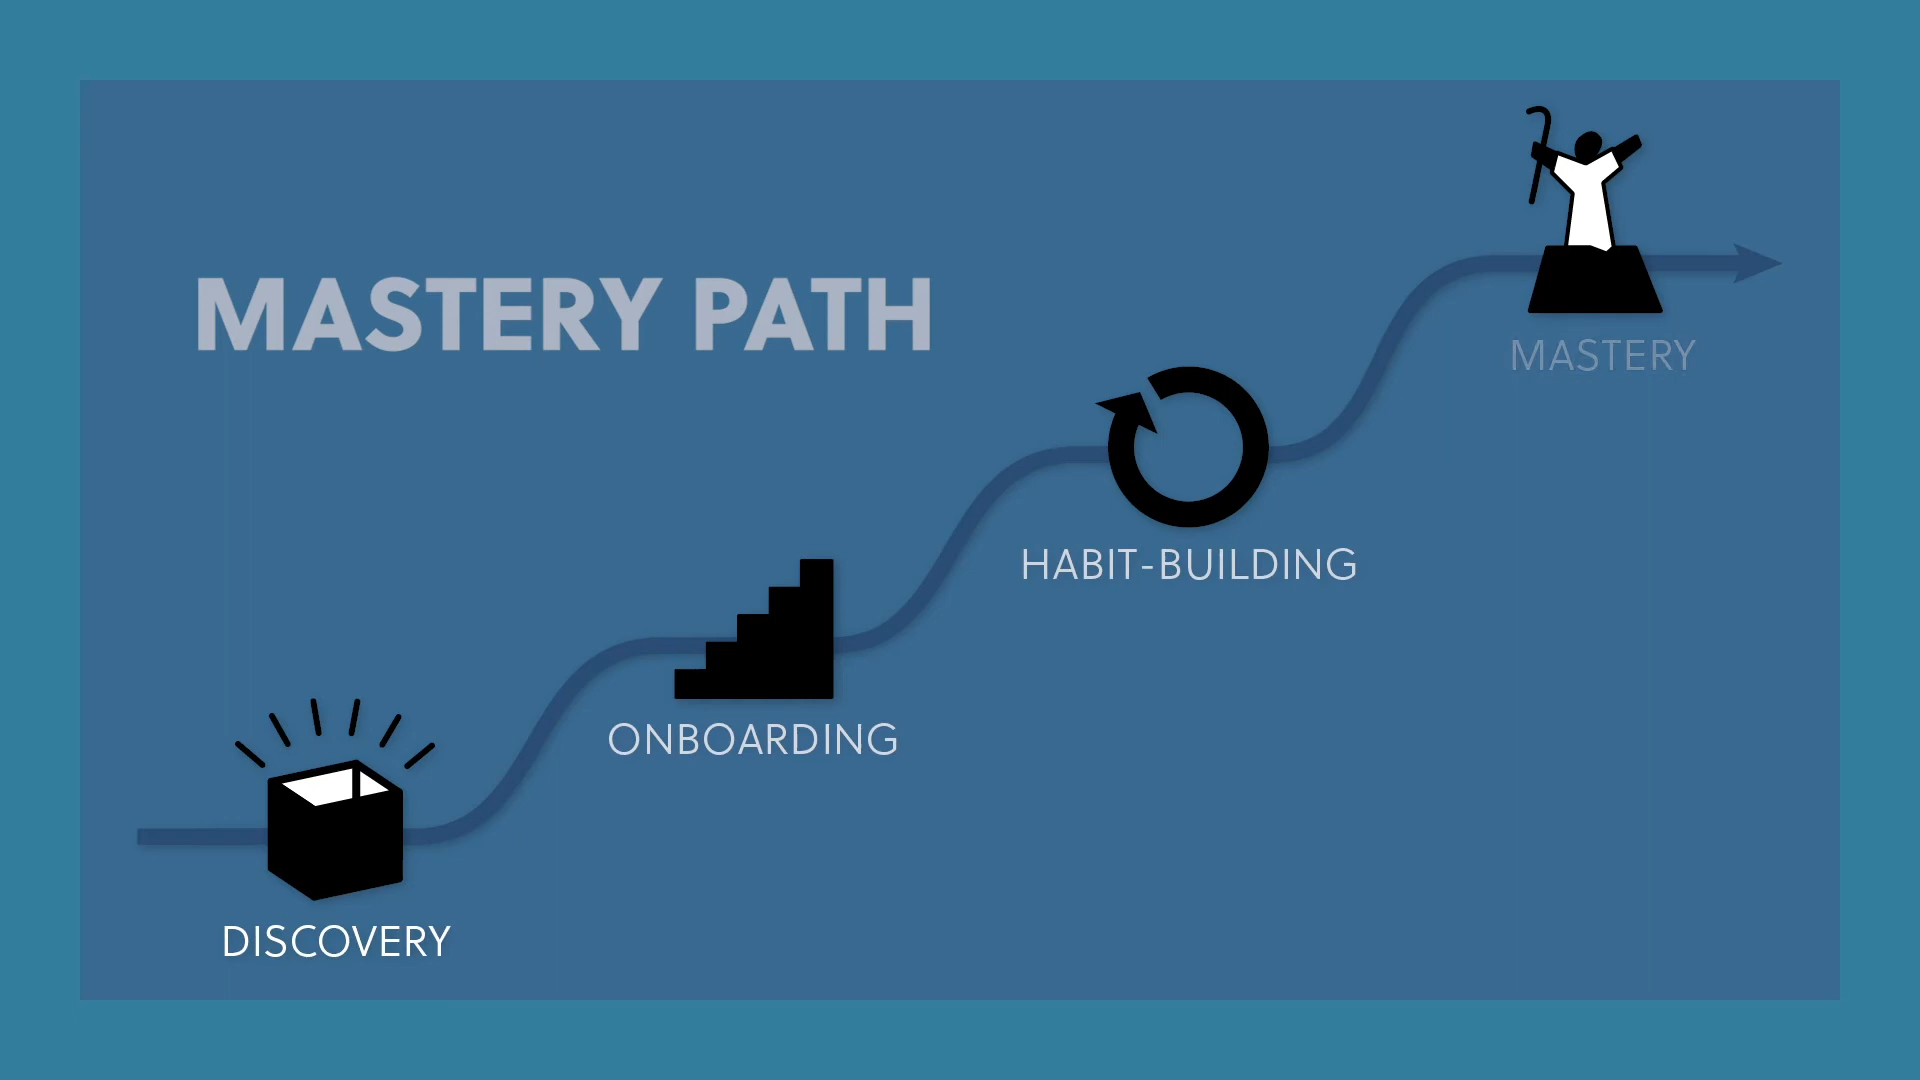 MASTERY PATH
MASTERY
HABIT-BUILDING
ONBOARDING
DISCOVERY